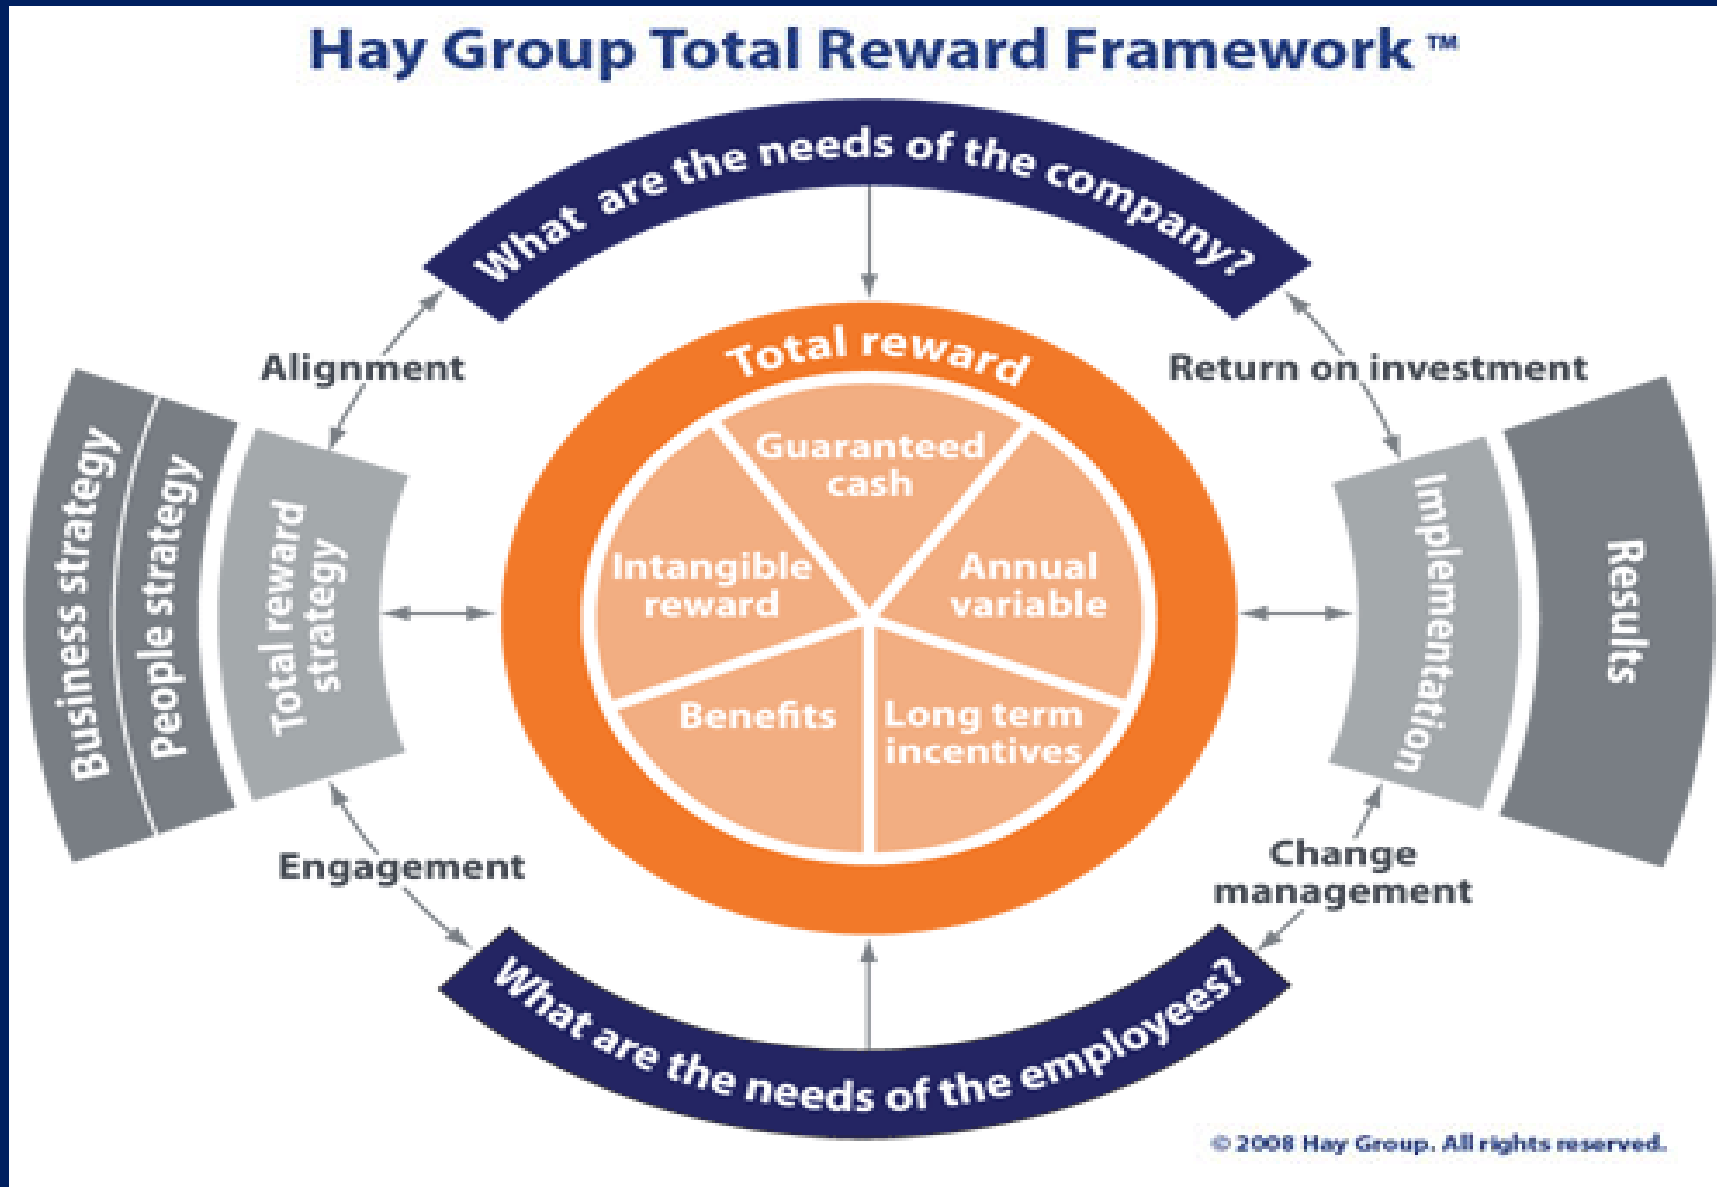 Hay Group Total Reward Framework ™
What are the needs of the company?
Alignment
Return on investment
Business strategy
People strategy
Total reward
strategy
Total reward
Guaranteed
cash
Intangible
reward
Annual
variable
Benefits
Long term
incentives
Implementation
Results
Engagement
Change
management
What are the needs of the employees?
© 2008 Hay Group. All rights reserved.